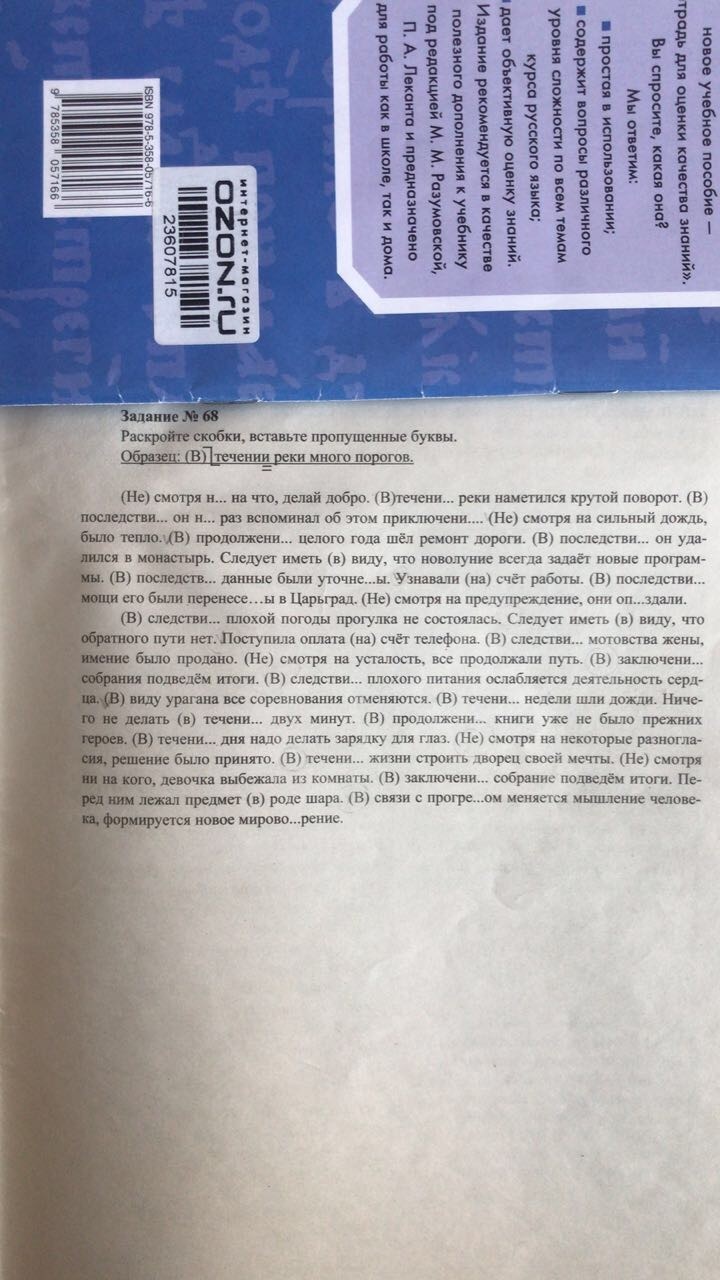 новое учебное пособие —
традь для оценки качества знаний».
Вы спросите, какая она?
Мы ответим:
■ простая в использовании;
■ содержит вопросы различного
уровня сложности по всем темам
курса русского языка;
дает объективную оценку знаний.
Издание рекомендуется в качестве
полезного дополнения к учебнику
под редакцией М. М. Разумовской,
П. А. Леканта и предназначено
для работы как в школе, так и дома.
интернет-магазин
OZON.ru
23607815
ISBN 978-5-358-05716-6
9 785358 057166
Задание № 68
Раскройте скобки, вставьте пропущенные буквы.
Образец: (В) течении реки много порогов.
(Не) смотря н... на что, делай добро. (В)течени... реки наметился крутой поворот. (В)
последстви... он н... раз вспоминал об этом приключени.... (Не) смотря на сильный дождь,
было тепло. (В) продолжени... целого года шёл ремонт дороги. (В) последстви... он уда-
лился в монастырь. Следует иметь (в) виду, что новолуние всегда задаёт новые програм-
мы. (В) последств... данные были уточне...ы. Узнавали (на) счёт работы. (В) последстви...
мощи его были перенесе...ы в Царьград. (Не) смотря на предупреждение, они оп...здали.
(В) следстви... плохой погоды прогулка не состоялась. Следует иметь (в) виду, что
обратного пути нет. Поступила оплата (на) счёт телефона. (В) следстви... мотовства жены,
имение было продано. (Не) смотря на усталость, все продолжали путь. (В) заключени...
собрания подведём итоги. (В) следстви... плохого питания ослабляется деятельность серд-
ца. (В) виду урагана все соревнования отменяются. (В) течени... недели шли дожди. Ниче-
го не делать (в) течени... двух минут. (В) продолжени... книги уже не было прежних
героев. (В) течени... дня надо делать зарядку для глаз. (Не) смотря на некоторые разногла-
сия, решение было принято. (В) течени... жизни строить дворец своей мечты. (Не) смотря
ни на кого, девочка выбежала из комнаты. (В) заключени... собрание подведём итоги. Пе-
ред ним лежал предмет (в) роде шара. (В) связи с прогре...ом меняется мышление челове-
ка, формируется новое мирово...рение.